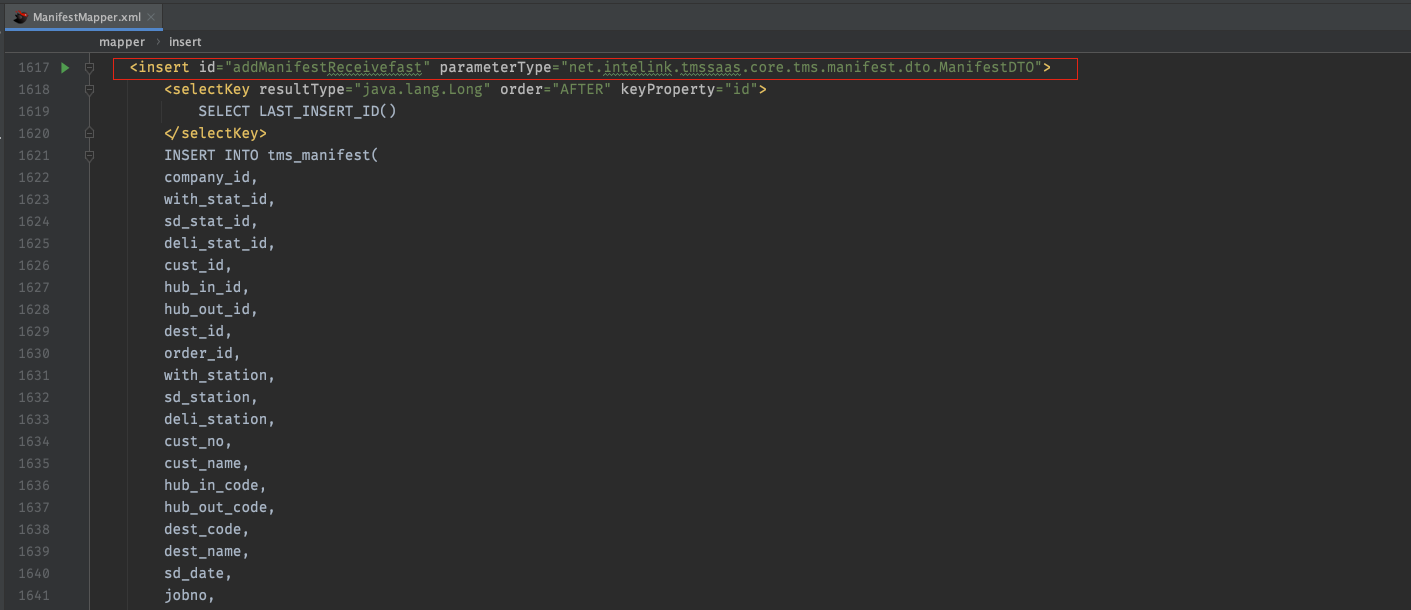 ManifestMapper.xml
mapper › insert
1617 <insert id="addManifestReceivefast" parameterType="net.intelink.tmssaas.core.tms.manifest.dto.ManifestDTO">
1618 <selectKey resultType="java.lang.Long" order="AFTER" keyProperty="id">
1619 SELECT LAST_INSERT_ID()
1620 </selectKey>
1621 INSERT INTO tms_manifest(
1622 company_id,
1623 with_stat_id,
1624 sd_stat_id,
1625 deli_stat_id,
1626 cust_id,
1627 hub_in_id,
1628 hub_out_id,
1629 dest_id,
1630 order_id,
1631 with_station,
1632 sd_station,
1633 deli_station,
1634 cust_no,
1635 cust_name,
1636 hub_in_code,
1637 hub_out_code,
1638 dest_code,
1639 dest_name,
1640 sd_date,
1641 jobno,